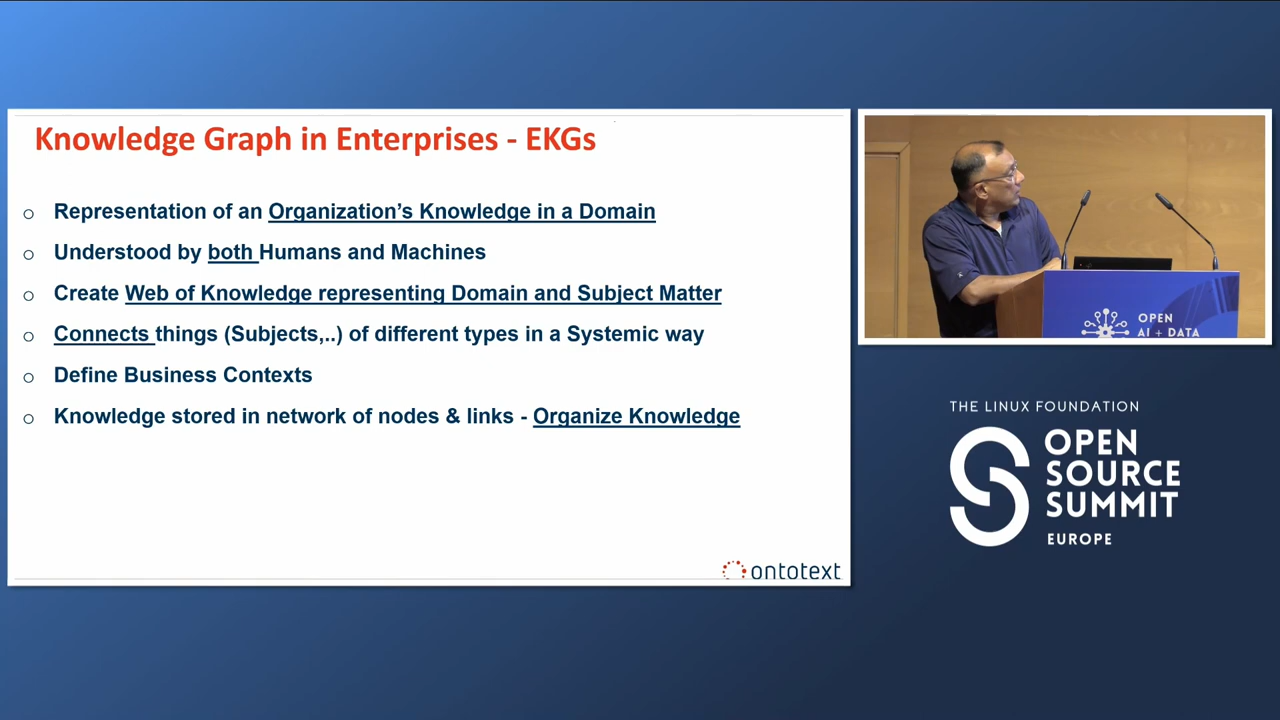 Knowledge Graph in Enterprises - EKGs
o Representation of an Organization's Knowledge in a Domain
o Understood by both Humans and Machines
o Create Web of Knowledge representing Domain and Subject Matter
o Connects things (Subjects,..) of different types in a Systemic way
o Define Business Contexts
o Knowledge stored in network of nodes & links - Organize Knowledge
ontotext
OPEN
AI + DATA
THE LINUX FOUNDATION
OPEN
SOURCE
SUMMIT
EUROPE